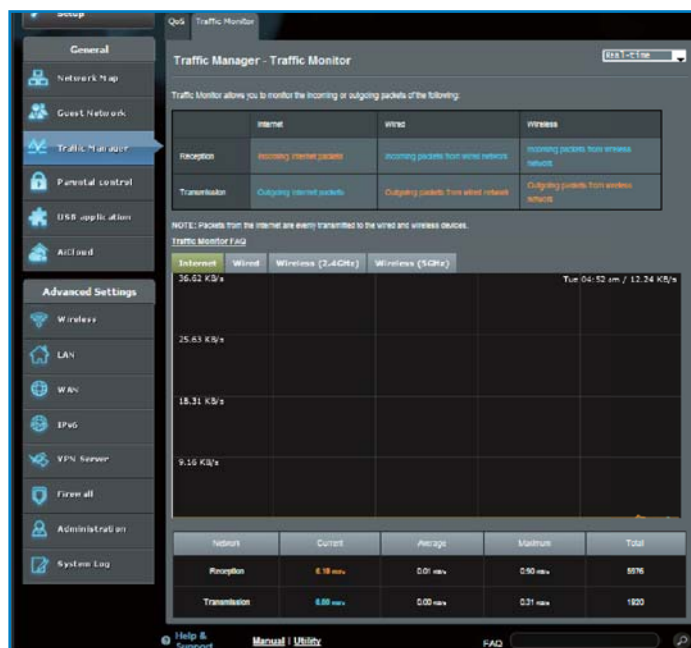 Setup
QoS Traffic Monitor
General
Network Map
Guest Network
Traffic Manager
Parental control
USB application
AiCloud
Advanced Settings
Wireless
LAN
WAN
IPv6
VPN Server
Firewall
Administration
System Log
Traffic Manager - Traffic Monitor
Real-time
Traffic Monitor allows you to monitor the incoming or outgoing packets of the following:
Internet Wired Wireless
Reception Incoming Internet packets Incoming packets from wired network Incoming packets from wireless network
Transmission Outgoing Internet packets Outgoing packets from wired network Outgoing packets from wireless network
NOTE: Packets from the Internet are evenly transmitted to the wired and wireless devices.
Traffic Monitor FAQ
Internet Wired Wireless (2.4GHz) Wireless (5GHz)
36.62 KB/s
Tue 04:52 am / 12.24 KB/s
25.63 KB/s
18.31 KB/s
9.16 KB/s
Network Current Average Maximum Total
Reception 0.01 0.90 5576
Transmission 0.00 0.00 0.31 1920
Help & Support Manual | Utility FAQ